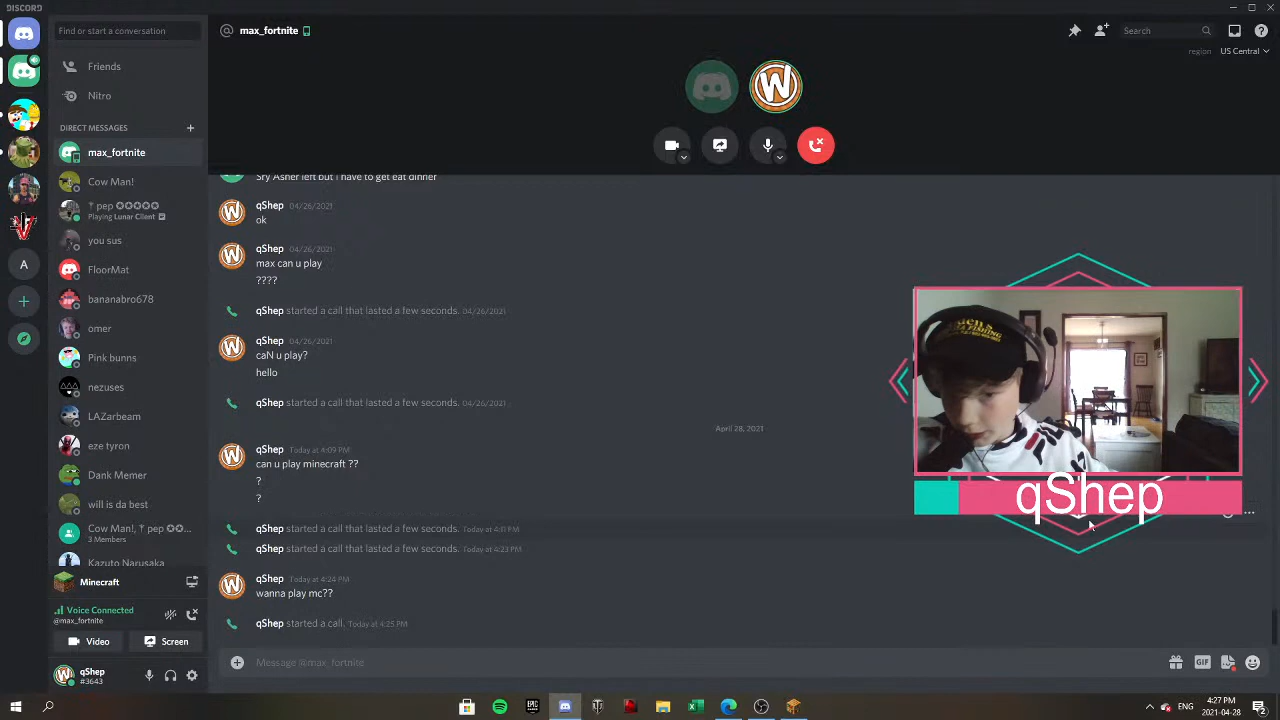 DISCORD
Find or start a conversation
@ max_fortnite
Search
region US Central
Friends
Nitro
DIRECT MESSAGES +
max_fortnite
Cow Man!
pep
Playing Lunar Client
you sus
FloorMat
bananabro678
omer
Pink bunns
nezuses
LAZarbeam
eze tyron
Dank Memer
will is da best
Cow Man!, pep
3 Members
Kazuto Narusaka
A
Minecraft
Voice Connected
@max_fortnite
Video
Screen
qShep
#3643
W
Sry Asher left but i have to get eat dinner
qShep 04/26/2021
ok
qShep 04/26/2021
max can u play
????
qShep started a call that lasted a few seconds. 04/26/2021
qShep 04/26/2021
caN u play?
hello
qShep started a call that lasted a few seconds. 04/26/2021
April 28, 2021
qShep Today at 4:09 PM
can u play minecraft ??
?
?
qShep started a call that lasted a few seconds. Today at 4:11 PM
qShep started a call that lasted a few seconds. Today at 4:23 PM
qShep Today at 4:24 PM
wanna play mc??
qShep started a call. Today at 4:25 PM
Message @max_fortnite
GIF
qShep
ENG
4:27 PM
2021-04-28